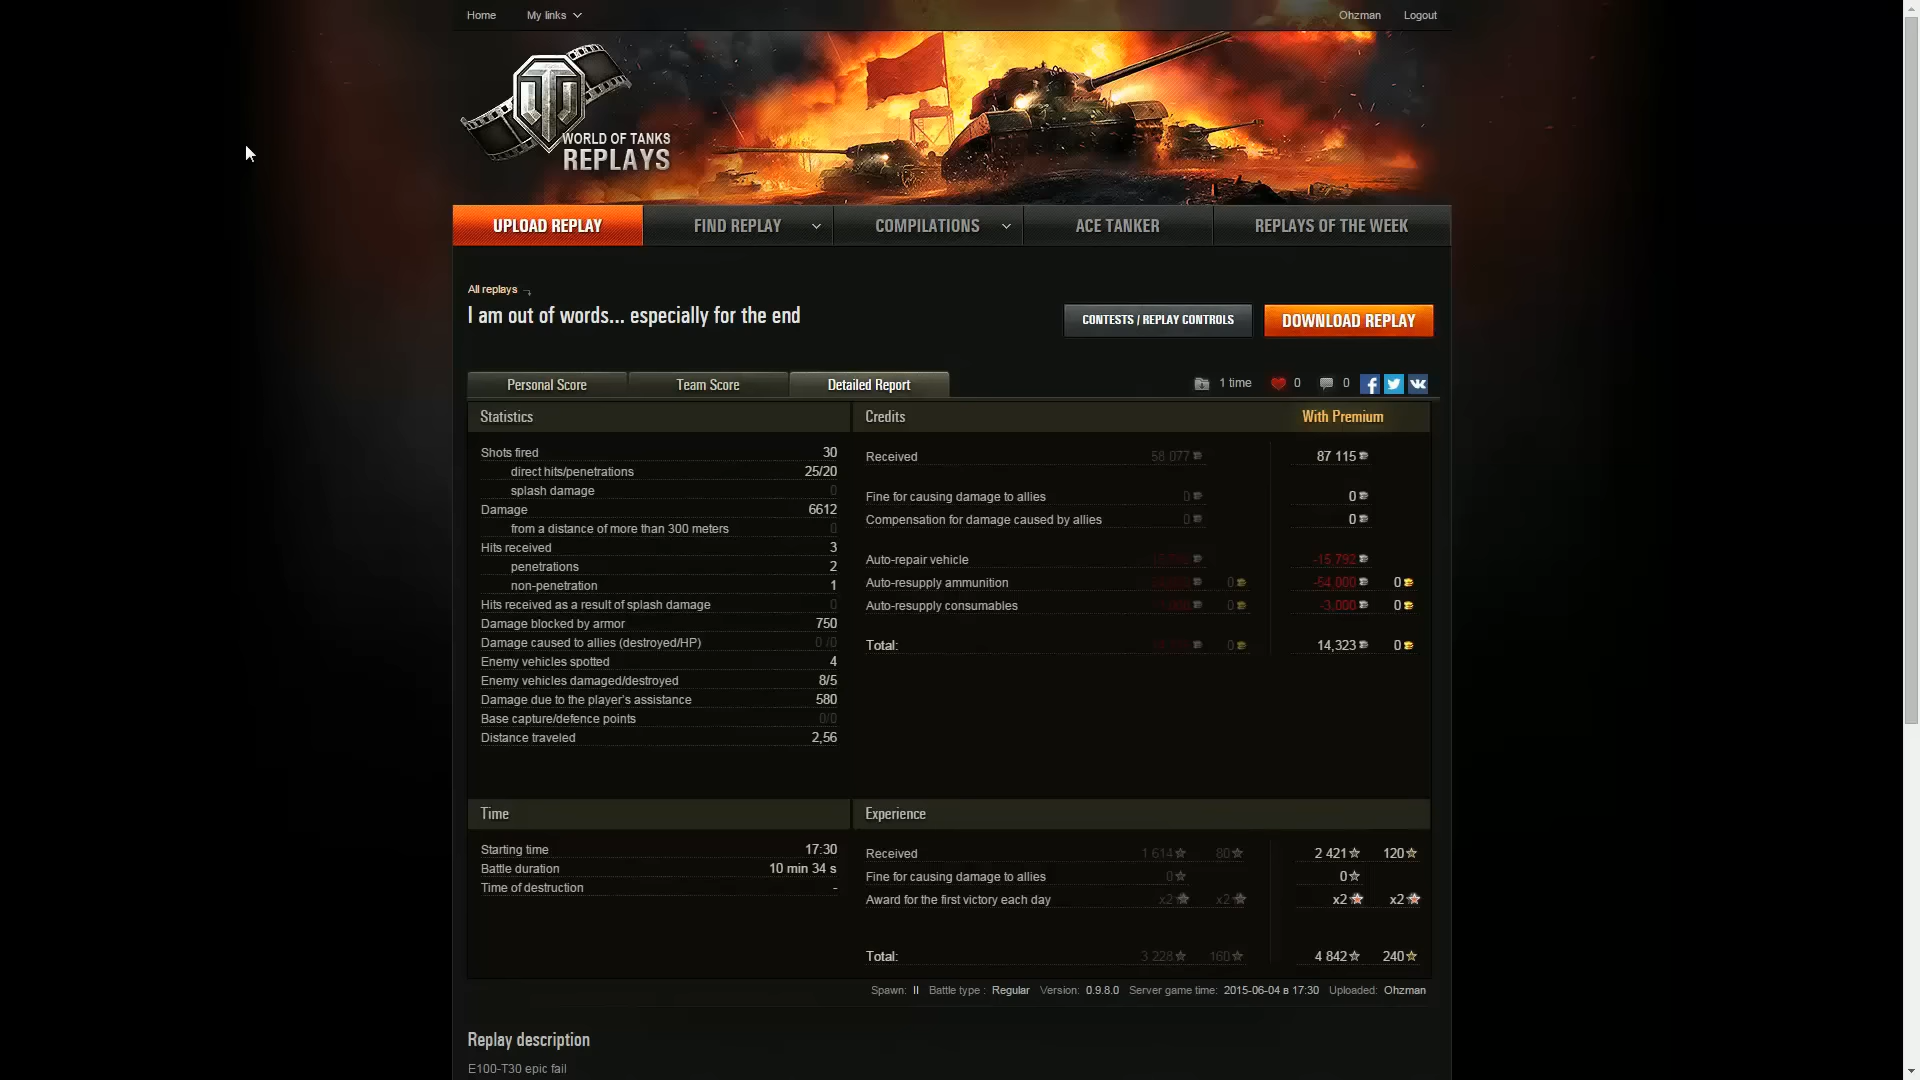 Home My links Ohzman Logout
WORLD OF TANKS
REPLAYS
UPLOAD REPLAY FIND REPLAY COMPILATIONS ACE TANKER REPLAYS OF THE WEEK
All replays
I am out of words... especially for the end
CONTESTS / REPLAY CONTROLS DOWNLOAD REPLAY
Personal Score Team Score Detailed Report 1 time 0 0
Statistics Credits With Premium
Shots fired 30
direct hits/penetrations 25/20
splash damage 0
Damage 6612
from a distance of more than 300 meters 0
Hits received 3
penetrations 2
non-penetration 1
Hits received as a result of splash damage 0
Damage blocked by armor 750
Damage caused to allies (destroyed/HP) 0 /0
Enemy vehicles spotted 4
Enemy vehicles damaged/destroyed 8/5
Damage due to the player's assistance 580
Base capture/defence points 0/0
Distance traveled 2,56
Received 58 077 87 115
Fine for causing damage to allies 0 0
Compensation for damage caused by allies 0 0
Auto-repair vehicle -15,792
Auto-resupply ammunition 0 -54,000 0
Auto-resupply consumables 0 -3,000 0
Total: 0 14,323 0
Time Experience
Starting time 17:30
Battle duration 10 min 34 s
Time of destruction -
Received 1 614 80 2 421 120
Fine for causing damage to allies 0 0
Award for the first victory each day x2 x2 x2 x2
Total: 3 228 160 4 842 240
Spawn: II Battle type : Regular Version: 0.9.8.0 Server game time: 2015-06-04 в 17:30 Uploaded: Ohzman
Replay description
E100-T30 epic fail